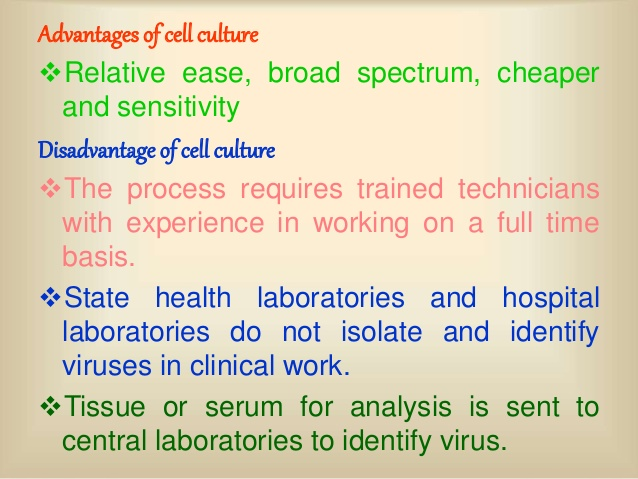 Advantages of cell culture
❖Relative ease, broad spectrum, cheaper
and sensitivity
Disadvantage of cell culture
❖The process requires trained technicians
with experience in working on a full time
basis.
❖State health laboratories and hospital
laboratories do not isolate and identify
viruses in clinical work.
❖Tissue or serum for analysis is sent to
central laboratories to identify virus.